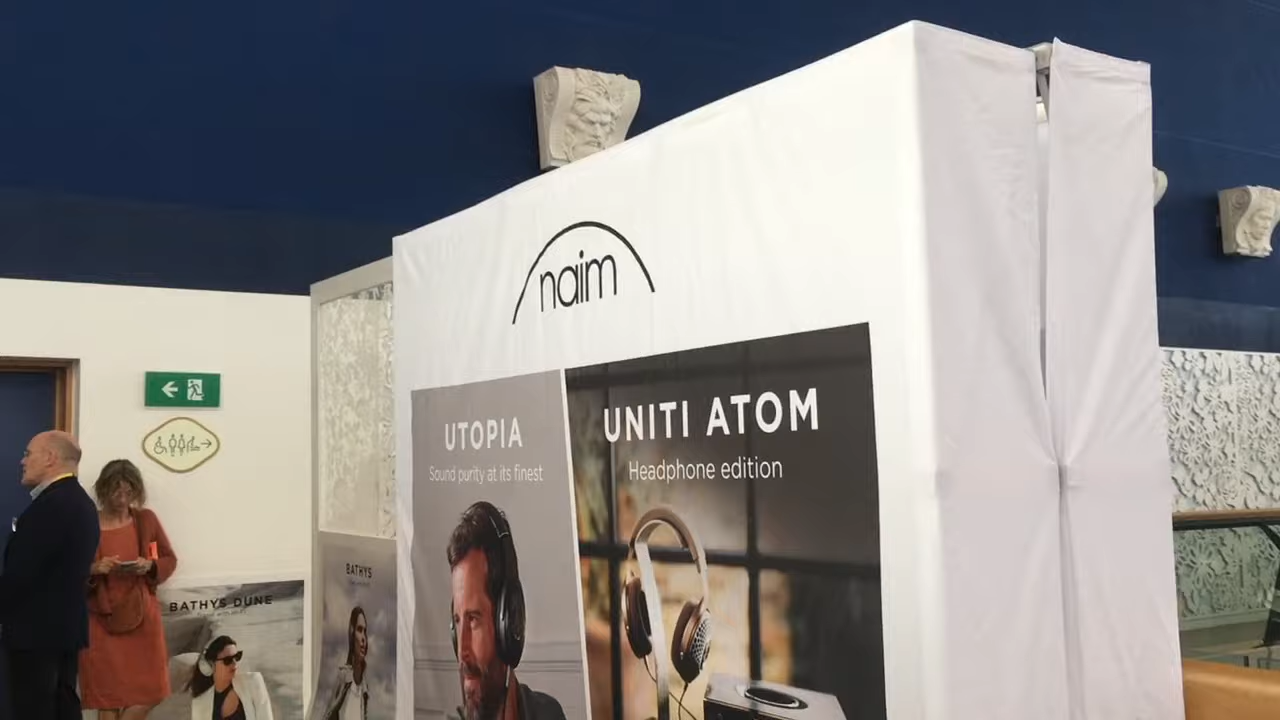 naim
UTOPIA
Sound purity at its finest
UNITI ATOM
Headphone edition
BATHYS
BATHYS DUNE